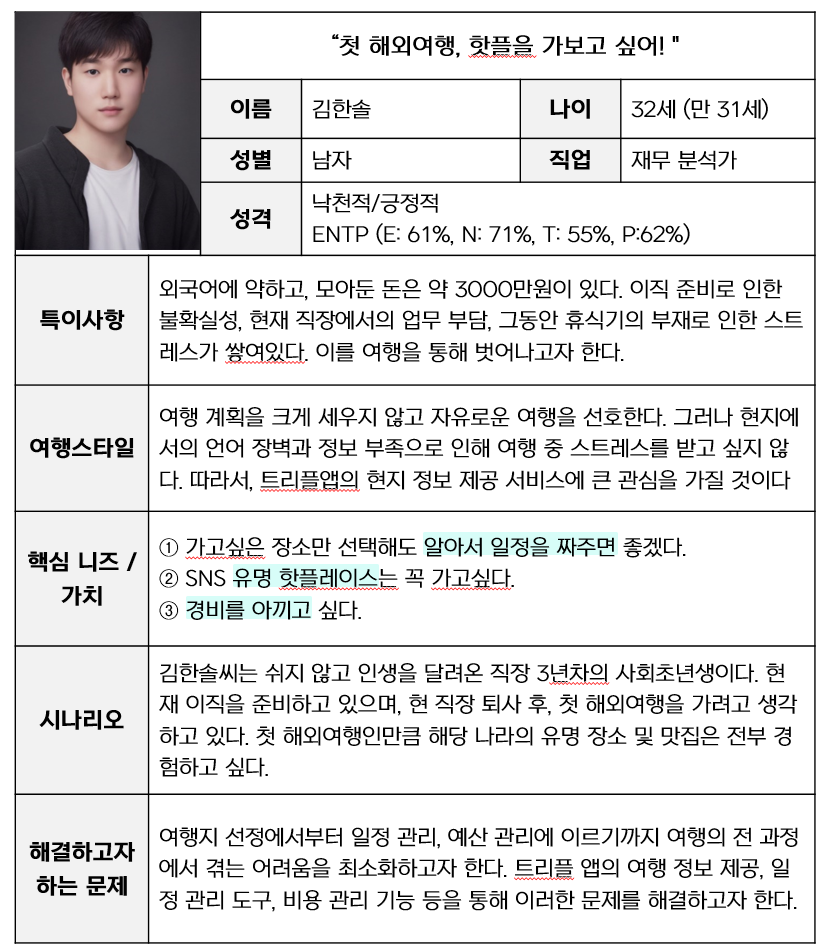 “첫 해외여행, 핫플을 가보고 싶어! "
이름 김한솔 나이 32세 (만 31세)
성별 남자 직업 재무 분석가
성격
낙천적/긍정적
ENTP (E: 61%, N: 71%, T: 55%, P:62%)
특이사항
외국어에 약하고, 모아둔 돈은 약 3000만원이 있다. 이직 준비로 인한
불확실성, 현재 직장에서의 업무 부담, 그동안 휴식기의 부재로 인한 스트
레스가 쌓여있다. 이를 여행을 통해 벗어나고자 한다.
여행스타일
여행 계획을 크게 세우지 않고 자유로운 여행을 선호한다. 그러나 현지에
서의 언어 장벽과 정보 부족으로 인해 여행 중 스트레스를 받고 싶지 않
다. 따라서, 트리플앱의 현지 정보 제공 서비스에 큰 관심을 가질 것이다
핵심 니즈 /
가치
① 가고싶은 장소만 선택해도 알아서 일정을 짜주면 좋겠다.
② SNS 유명 핫플레이스는 꼭 가고싶다.
③ 경비를 아끼고 싶다.
시나리오
김한솔씨는 쉬지 않고 인생을 달려온 직장 3년차의 사회초년생이다. 현
재 이직을 준비하고 있으며, 현 직장 퇴사 후, 첫 해외여행을 가려고 생각
하고 있다. 첫 해외여행인만큼 해당 나라의 유명 장소 및 맛집은 전부 경
험하고 싶다.
해결하고자
하는 문제
여행지 선정에서부터 일정 관리, 예산 관리에 이르기까지 여행의 전 과정
에서 겪는 어려움을 최소화하고자 한다. 트리플 앱의 여행 정보 제공, 일
정 관리 도구, 비용 관리 기능 등을 통해 이러한 문제를 해결하고자 한다.